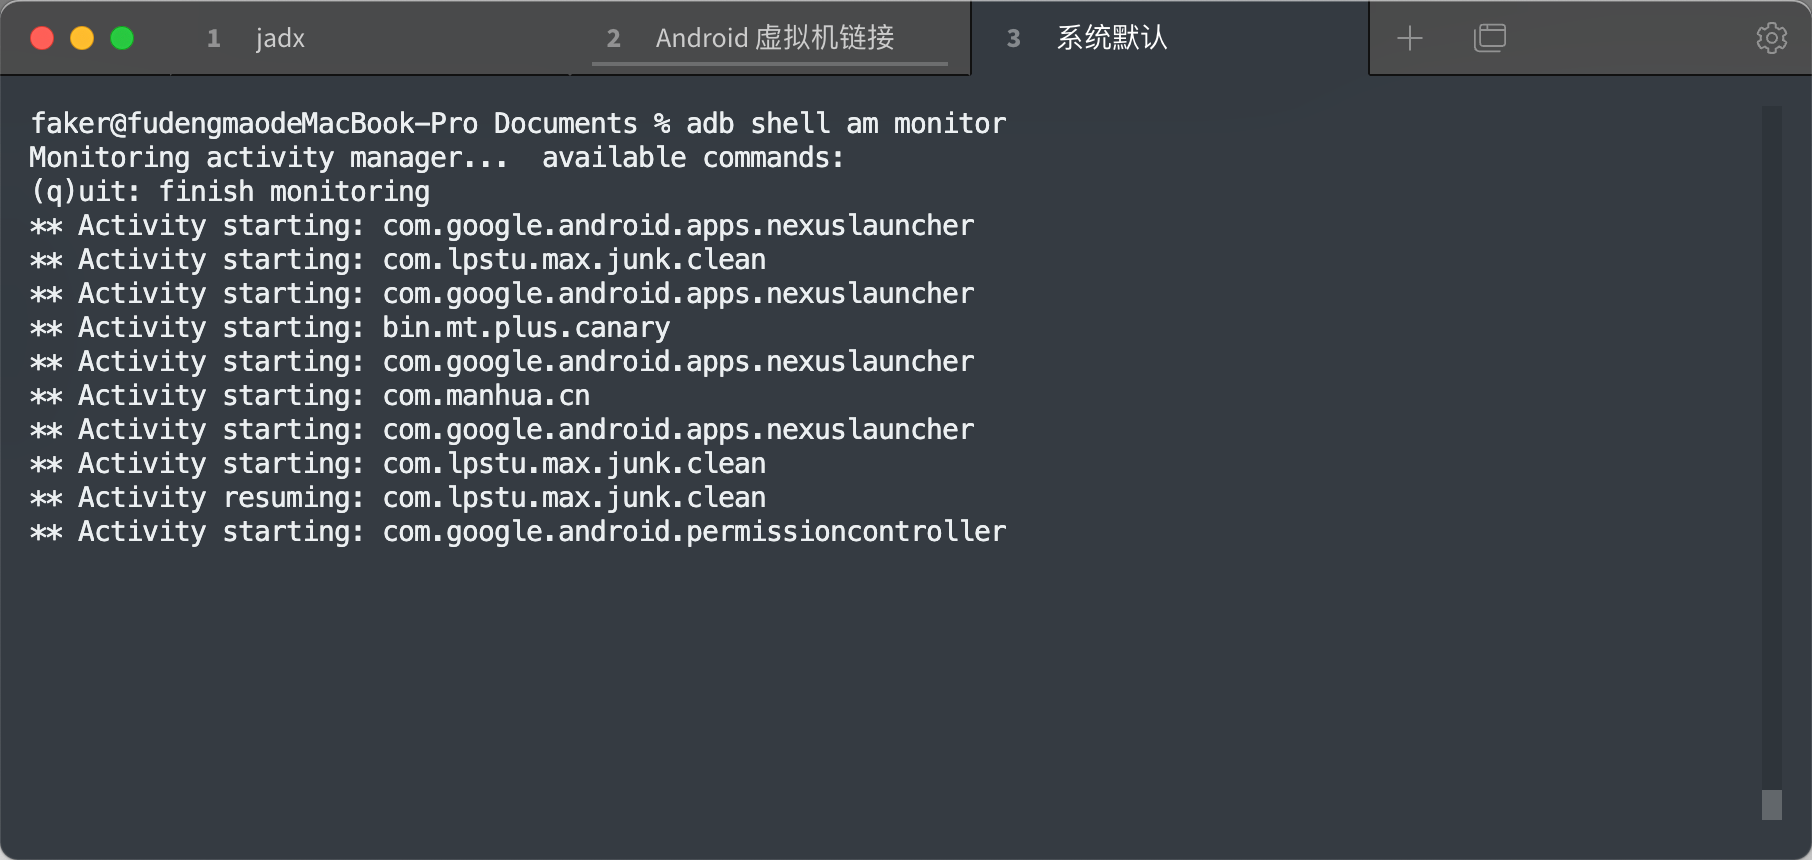 1 jadx 2 Android 虚拟机链接 3 系统默认
faker@fudengmaodeMacBook-Pro Documents % adb shell am monitor
Monitoring activity manager...  available commands:
(q)uit: finish monitoring
** Activity starting: com.google.android.apps.nexuslauncher
** Activity starting: com.lpstu.max.junk.clean
** Activity starting: com.google.android.apps.nexuslauncher
** Activity starting: bin.mt.plus.canary
** Activity starting: com.google.android.apps.nexuslauncher
** Activity starting: com.manhua.cn
** Activity starting: com.google.android.apps.nexuslauncher
** Activity starting: com.lpstu.max.junk.clean
** Activity resuming: com.lpstu.max.junk.clean
** Activity starting: com.google.android.permissioncontroller